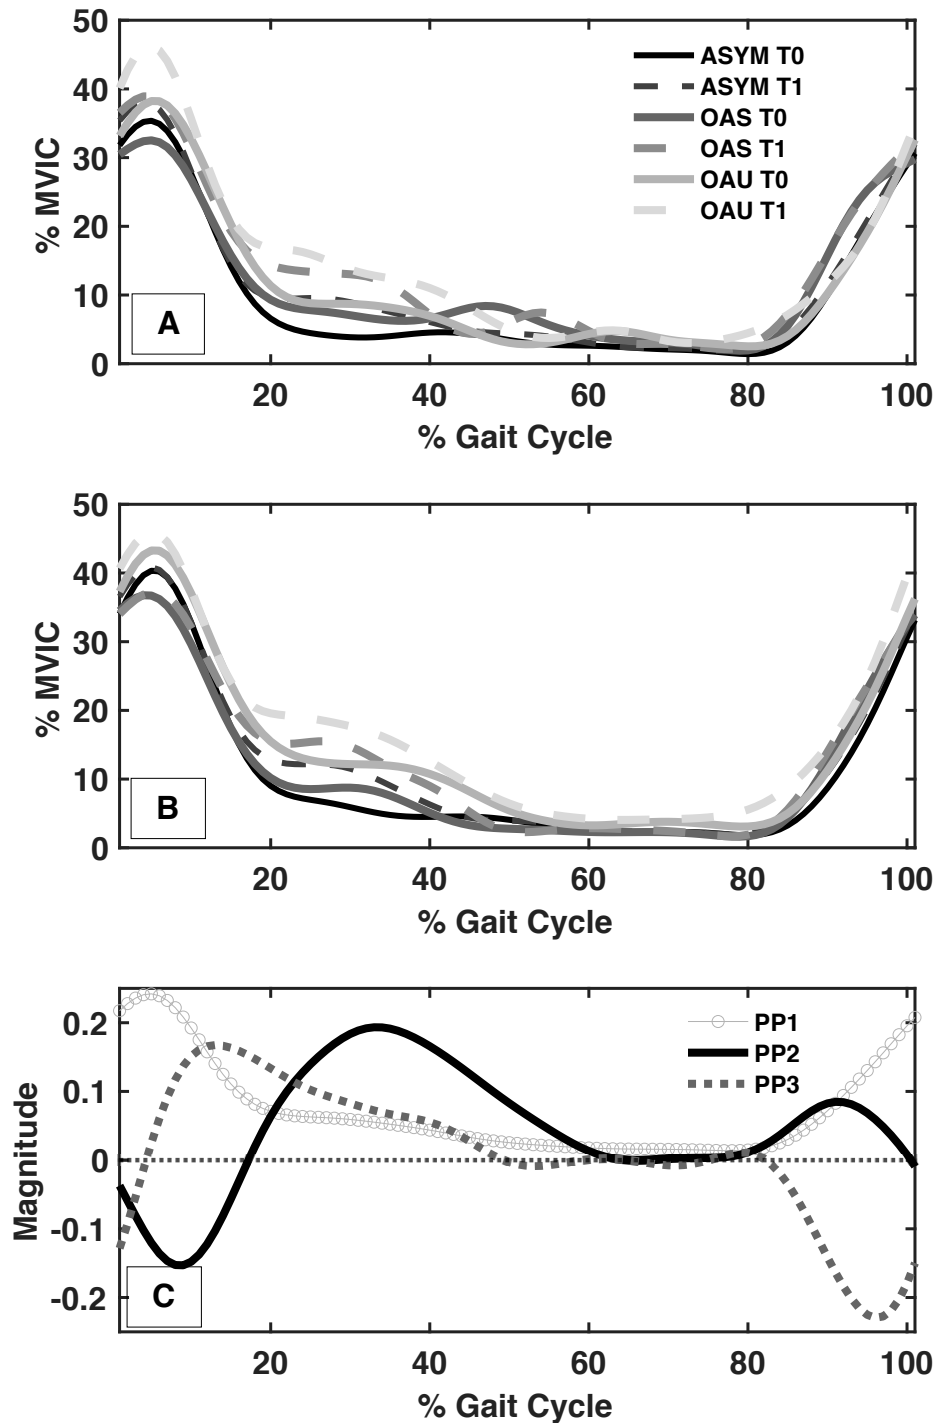 50
40
30
20
10
0
% MVIC
ASYM T0
ASYM T1
OAS T0
OAS T1
OAU T0
OAU T1
A
20 40 60 80 100
% Gait Cycle
50
40
30
20
10
0
% MVIC
B
20 40 60 80 100
% Gait Cycle
0.2
0.1
0
-0.1
-0.2
Magnitude
PP1
PP2
PP3
C
20 40 60 80 100
% Gait Cycle